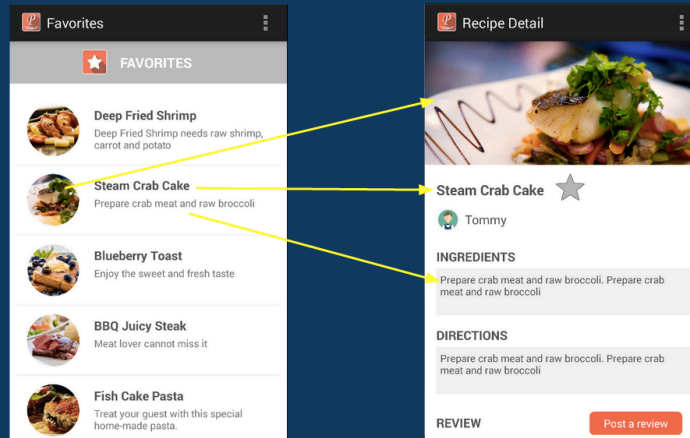 Favorites
FAVORITES
Deep Fried Shrimp
Deep Fried Shrimp needs raw shrimp,
carrot and potato
Steam Crab Cake
Prepare crab meat and raw broccoli
Blueberry Toast
Enjoy the sweet and fresh taste
BBQ Juicy Steak
Meat lover cannot miss it
Fish Cake Pasta
Treat your guest with this special
home-made pasta.
Recipe Detail
Steam Crab Cake
Tommy
INGREDIENTS
Prepare crab meat and raw broccoli. Prepare crab
meat and raw broccoli
DIRECTIONS
Prepare crab meat and raw broccoli. Prepare crab
meat and raw broccoli
REVIEW
Post a review